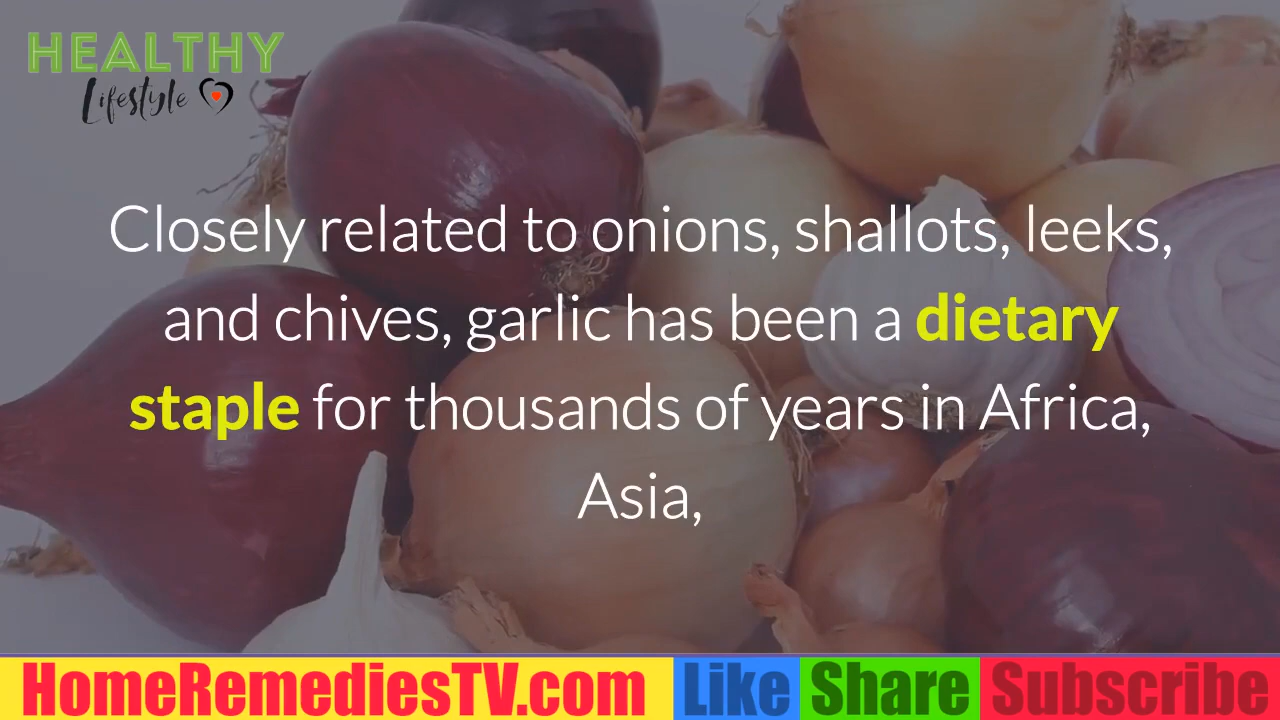 HEALTHY
Lifestyle
Closely related to onions, shallots, leeks,
and chives, garlic has been a dietary
staple for thousands of years in Africa,
Asia,
HomeRemediesTV.com Like Share Subscribe